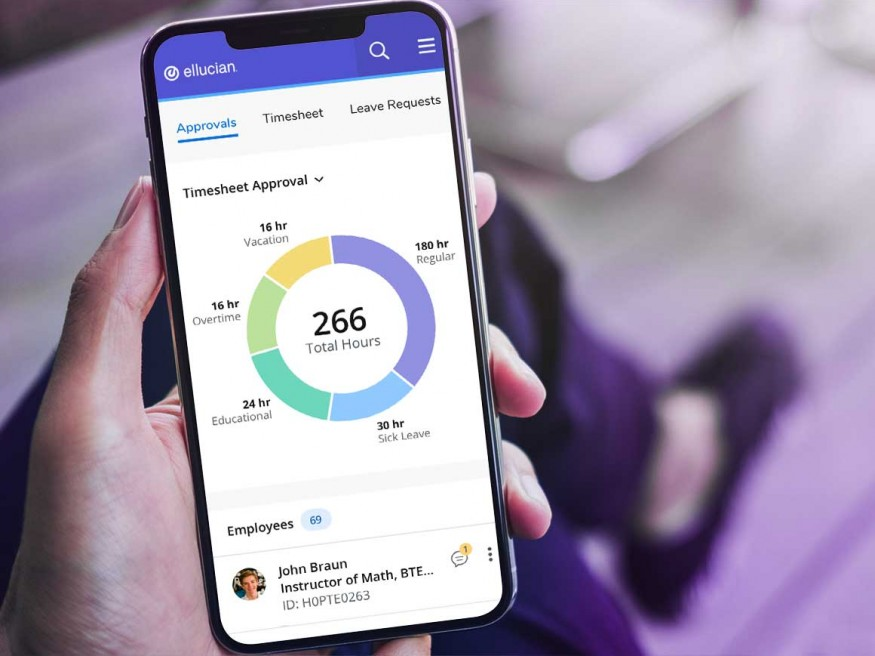 ellucian
Approvals Timesheet Leave Requests
Timesheet Approval
16 hr
Vacation
180 hr
Regular
16 hr
Overtime
266
Total Hours
24 hr
Educational
30 hr
Sick Leave
Employees 69
John Braun
Instructor of Math, BTE...
ID: H0PTE0263
1